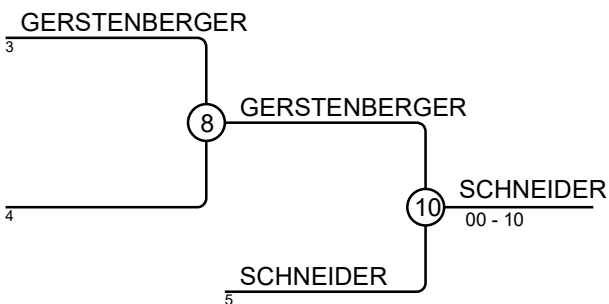 GERSTENBERGER
3
8
GERSTENBERGER
4
10
SCHNEIDER
00 - 10
SCHNEIDER
5